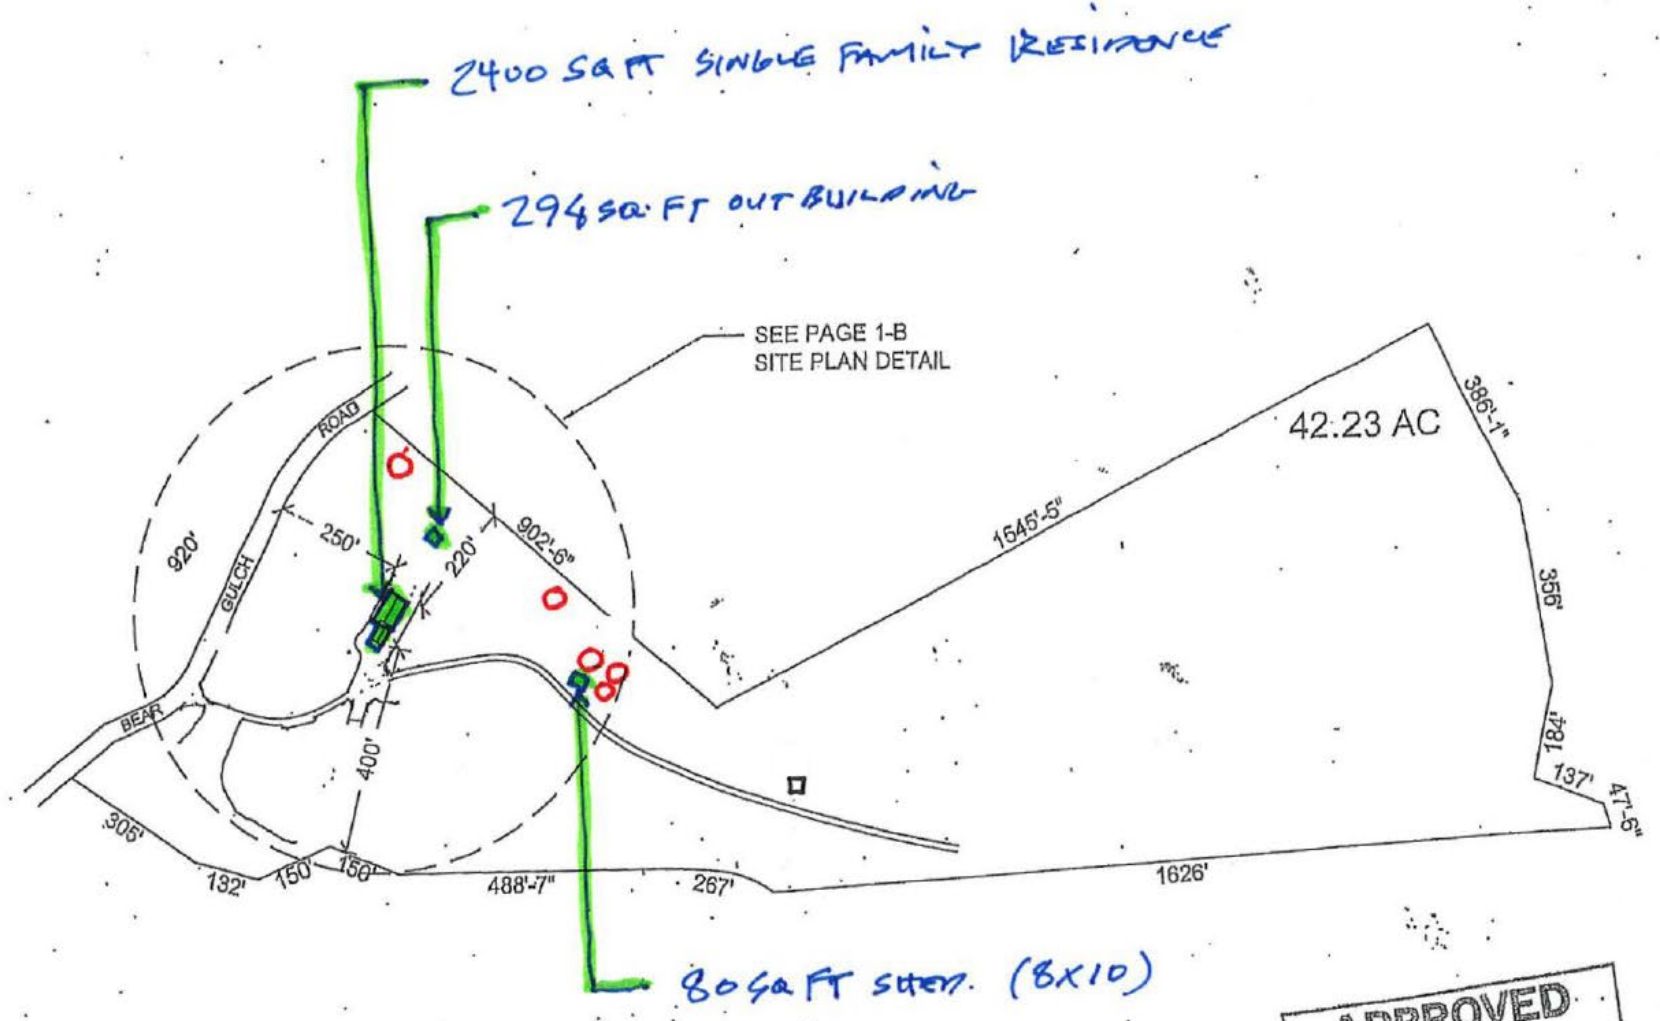 2400 SQ FT SINGLE FAMILY RESIDENCE
294 SQ. FT OUT BUILDING
SEE PAGE 1-B
SITE PLAN DETAIL
42.23 AC
386'-1"
ROAD
1545'-5"
902'-6"
250'
220'
920'
GULCH
356'
BEAR
184'
400'
137'
47'-6"
305'
132'
150'
150'
488'-7"
267'
1626'
80 SQ FT SHED. (8X10)
APPROVED